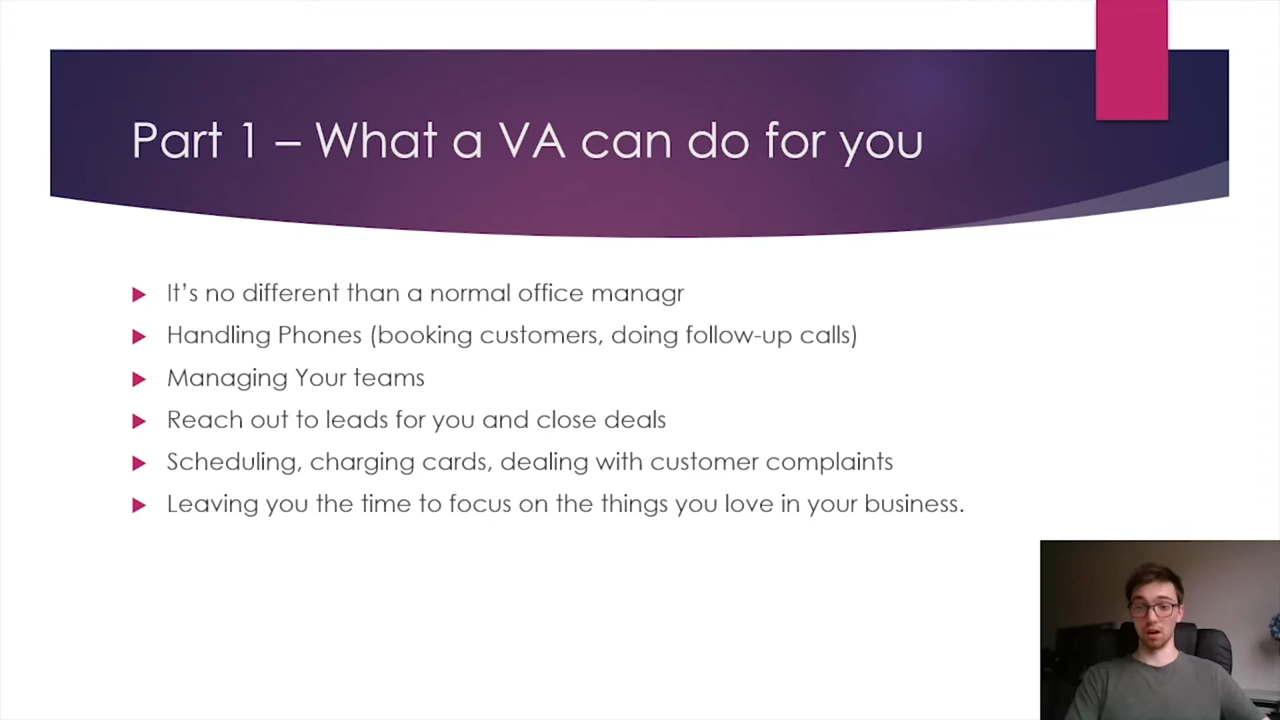 Part 1 – What a VA can do for you
It’s no different than a normal office managr
Handling Phones (booking customers, doing follow-up calls)
Managing Your teams
Reach out to leads for you and close deals
Scheduling, charging cards, dealing with customer complaints
Leaving you the time to focus on the things you love in your business.